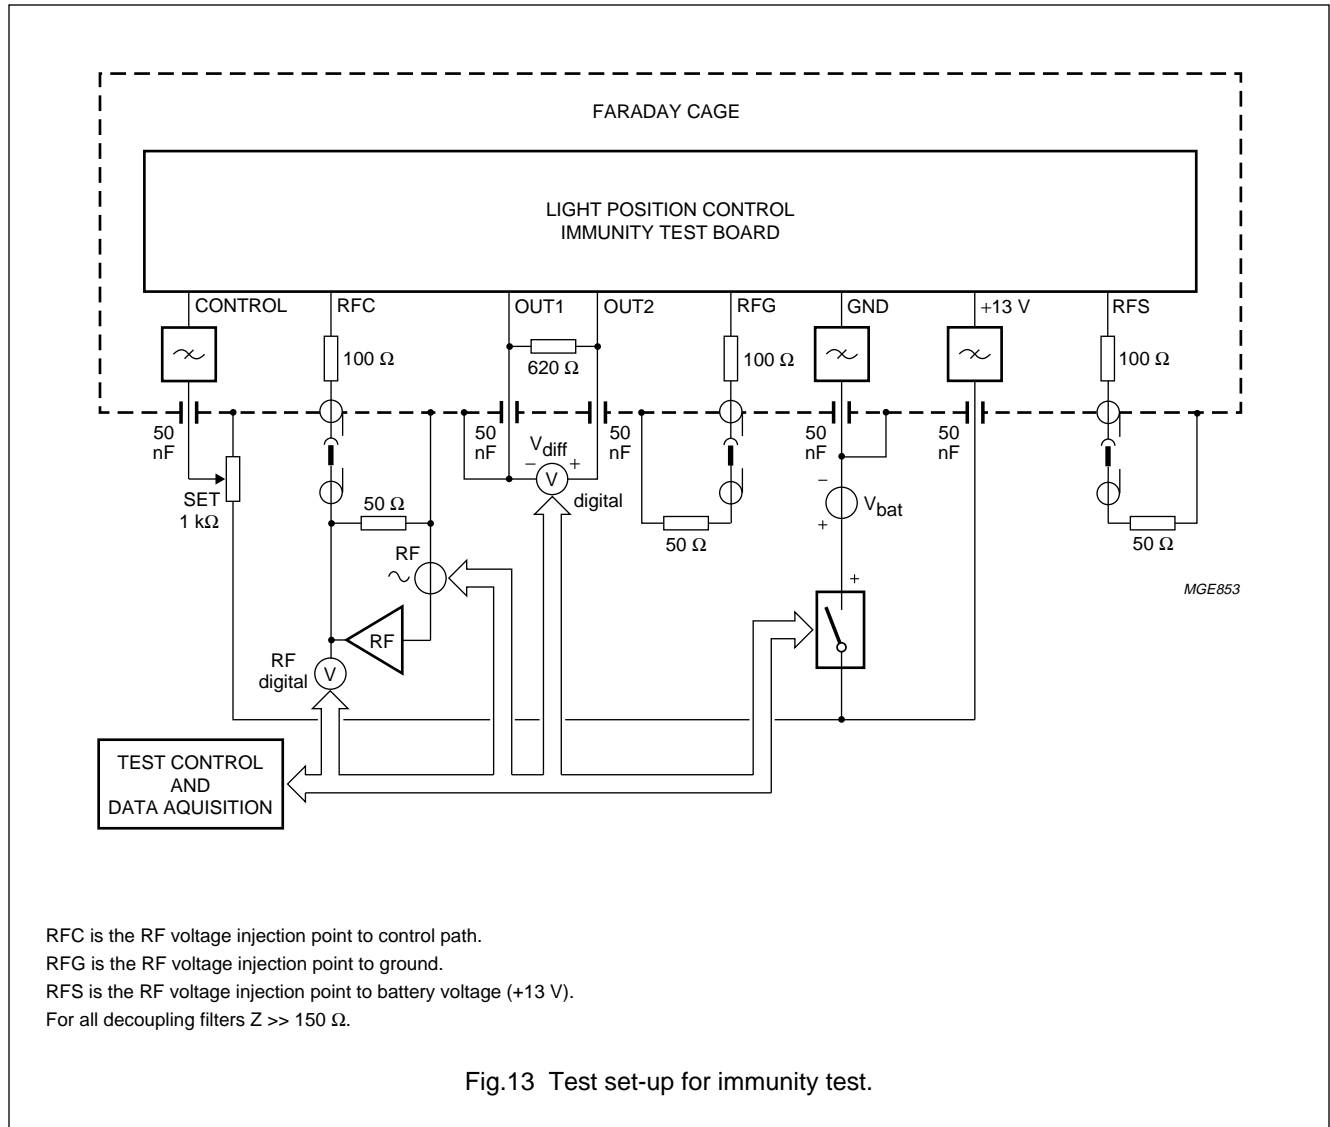 FARADAY CAGE
LIGHT POSITION CONTROL
IMMUNITY TEST BOARD
CONTROL
RFC
OUT1
OUT2
RFG
GND
+13 V
RFS
100 Ω
620 Ω
100 Ω
100 Ω
50
nF
50
nF
50
nF
50
nF
50
nF
Vdiff
−
+
V
digital
SET
1 kΩ
50 Ω
50 Ω
−
Vbat
+
50 Ω
RF
+
MGE853
RF
RF
digital
V
TEST CONTROL
AND
DATA AQUISITION
RFC is the RF voltage injection point to control path.
RFG is the RF voltage injection point to ground.
RFS is the RF voltage injection point to battery voltage (+13 V).
For all decoupling filters Z >> 150 Ω.
Fig.13 Test set-up for immunity test.